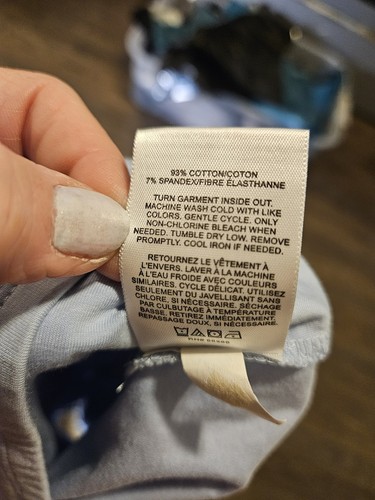 93% COTTON/COTON
7% SPANDEX/FIBRE ÉLASTHANNE
TURN GARMENT INSIDE OUT.
MACHINE WASH COLD WITH LIKE
COLORS. GENTLE CYCLE. ONLY
NON-CHLORINE BLEACH WHEN
NEEDED. TUMBLE DRY LOW. REMOVE
PROMPTLY. COOL IRON IF NEEDED.
RETOURNEZ LE VÊTEMENT À
L'ENVERS. LAVER À LA MACHINE
À L'EAU FROIDE AVEC COULEURS
SIMILAIRES. CYCLE DÉLICAT. UTILISEZ
SEULEMENT DU JAVELLISANT SANS
CHLORE, SI NÉCESSAIRE. SÉCHAGE
PAR CULBUTAGE À TEMPÉRATURE
BASSE. RETIREZ IMMÉDIATEMENT.
REPASSAGE DOUX, SI NÉCESSAIRE.